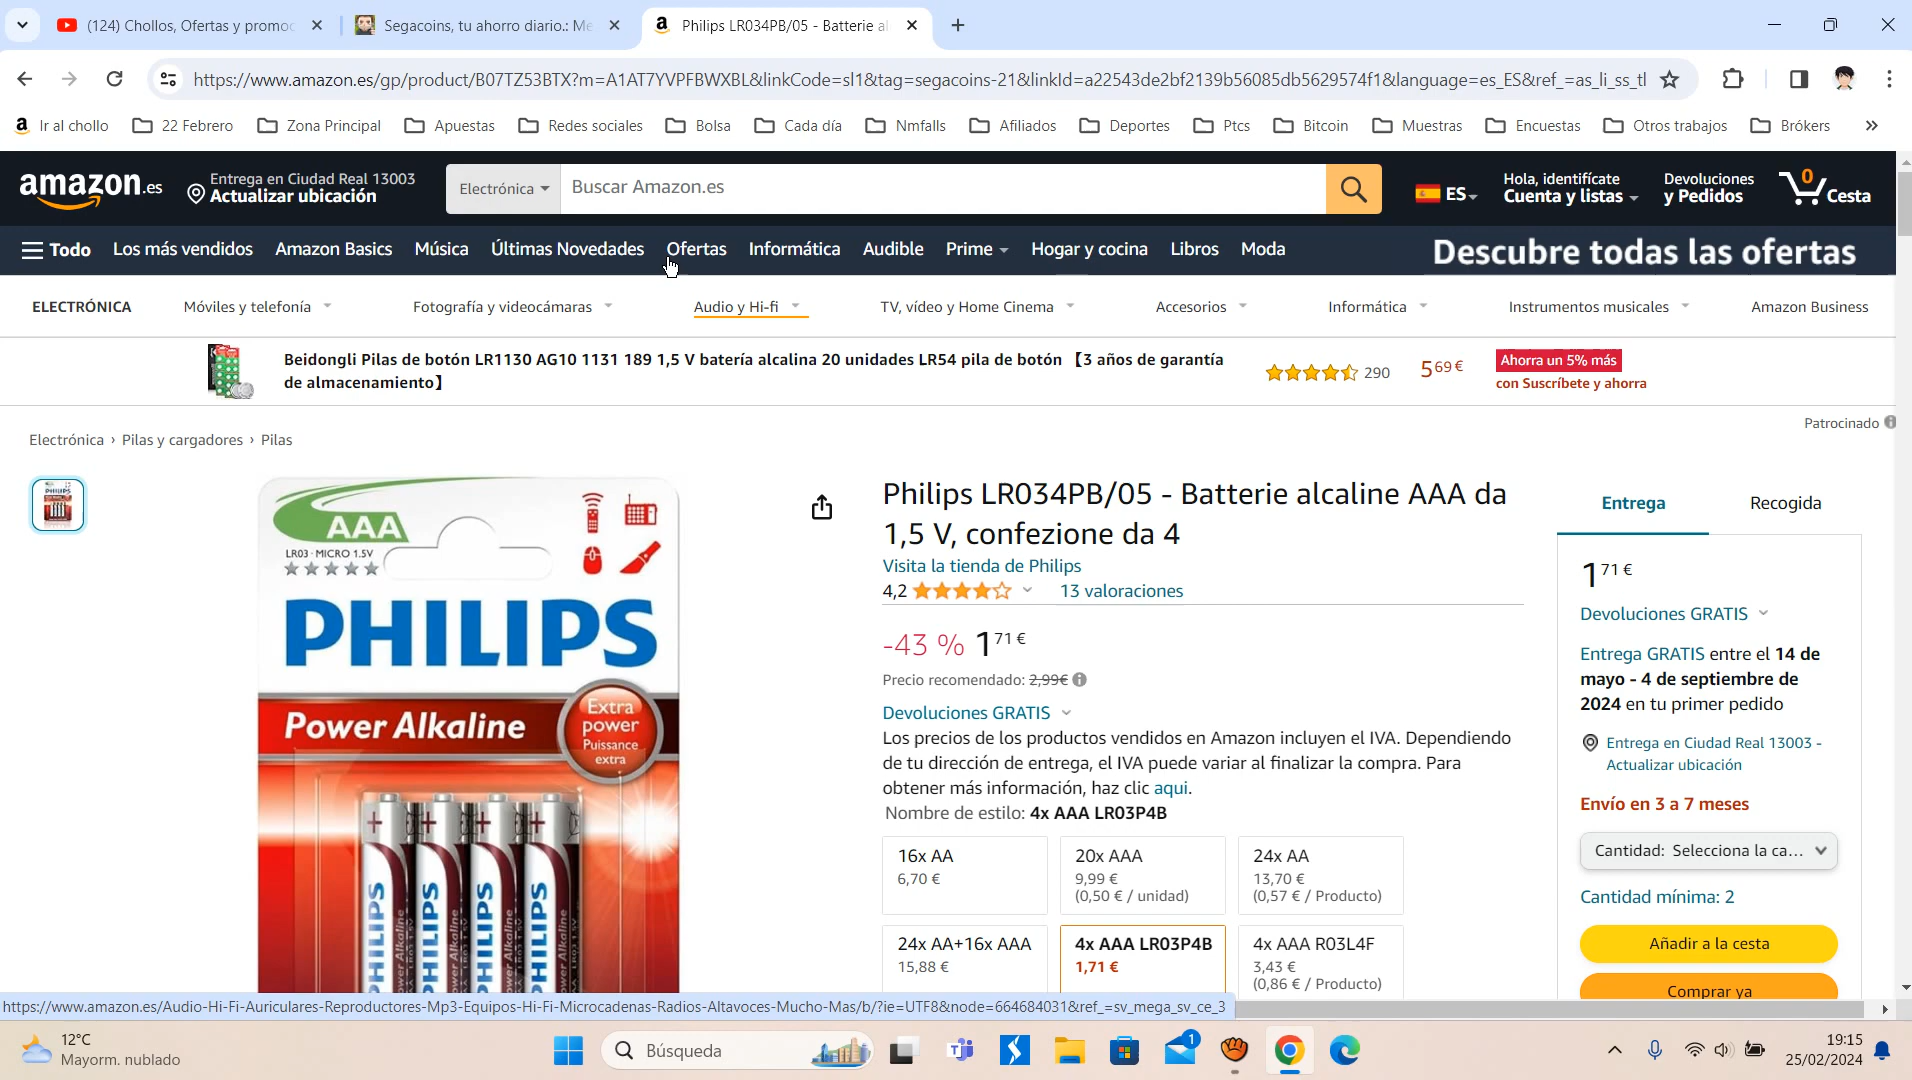 (124) Chollos, Ofertas y promoc
Segacoins, tu ahorro diario.: Me
Philips LR034PB/05 - Batterie al
https://www.amazon.es/gp/product/B07TZ53BTX?m=A1AT7YVPFBWXBL&linkCode=sl1&tag=segacoins-21&linkId=a22543de2bf2139b56085db5629574f1&language=es_ES&ref_=as_li_ss_tl
Ir al chollo
22 Febrero
Zona Principal
Apuestas
Redes sociales
Bolsa
Cada día
Nmfalls
Afiliados
Deportes
Ptcs
Bitcoin
Muestras
Encuestas
Otros trabajos
Brókers
»
amazon.es
Entrega en Ciudad Real 13003
Actualizar ubicación
Electrónica
Buscar Amazon.es
ES
Hola, identifícate
Cuenta y listas
Devoluciones
y Pedidos
0
Cesta
Todo
Los más vendidos
Amazon Basics
Música
Últimas Novedades
Ofertas
Informática
Audible
Prime
Hogar y cocina
Libros
Moda
Descubre todas las ofertas
ELECTRÓNICA
Móviles y telefonía
Fotografía y videocámaras
Audio y Hi-fi
TV, vídeo y Home Cinema
Accesorios
Informática
Instrumentos musicales
Amazon Business
Beidongli Pilas de botón LR1130 AG10 1131 189 1,5 V batería alcalina 20 unidades LR54 pila de botón 【3 años de garantía
de almacenamiento】
290
5 69 €
Ahorra un 5% más
con Suscríbete y ahorra
Patrocinado
Electrónica › Pilas y cargadores › Pilas
AAA
LR03 · MICRO 1.5V
PHILIPS
Power Alkaline
Extra
power
Puissance
extra
PHILIPS
PHILIPS
PHILIPS
PHILIPS
Philips LR034PB/05 - Batterie alcaline AAA da
1,5 V, confezione da 4
Visita la tienda de Philips
4,2
13 valoraciones
-43 % 1 71 €
Precio recomendado: 2,99€
Devoluciones GRATIS
Los precios de los productos vendidos en Amazon incluyen el IVA. Dependiendo
de tu dirección de entrega, el IVA puede variar al finalizar la compra. Para
obtener más información, haz clic aqui.
Nombre de estilo: 4x AAA LR03P4B
16x AA
6,70 €
20x AAA
9,99 €
(0,50 € / unidad)
24x AA
13,70 €
(0,57 € / Producto)
24x AA+16x AAA
15,88 €
4x AAA LR03P4B
1,71 €
4x AAA R03L4F
3,43 €
(0,86 € / Producto)
Entrega
Recogida
1 71 €
Devoluciones GRATIS
Entrega GRATIS entre el 14 de
mayo - 4 de septiembre de
2024 en tu primer pedido
Entrega en Ciudad Real 13003 -
Actualizar ubicación
Envío en 3 a 7 meses
Cantidad: Selecciona la ca...
Cantidad mínima: 2
Añadir a la cesta
Comprar ya
https://www.amazon.es/Audio-Hi-Fi-Auriculares-Reproductores-Mp3-Equipos-Hi-Fi-Microcadenas-Radios-Altavoces-Mucho-Mas/b/?ie=UTF8&node=664684031&ref_=sv_mega_sv_ce_3
12°C
Mayorm. nublado
Búsqueda
1
19:15
25/02/2024